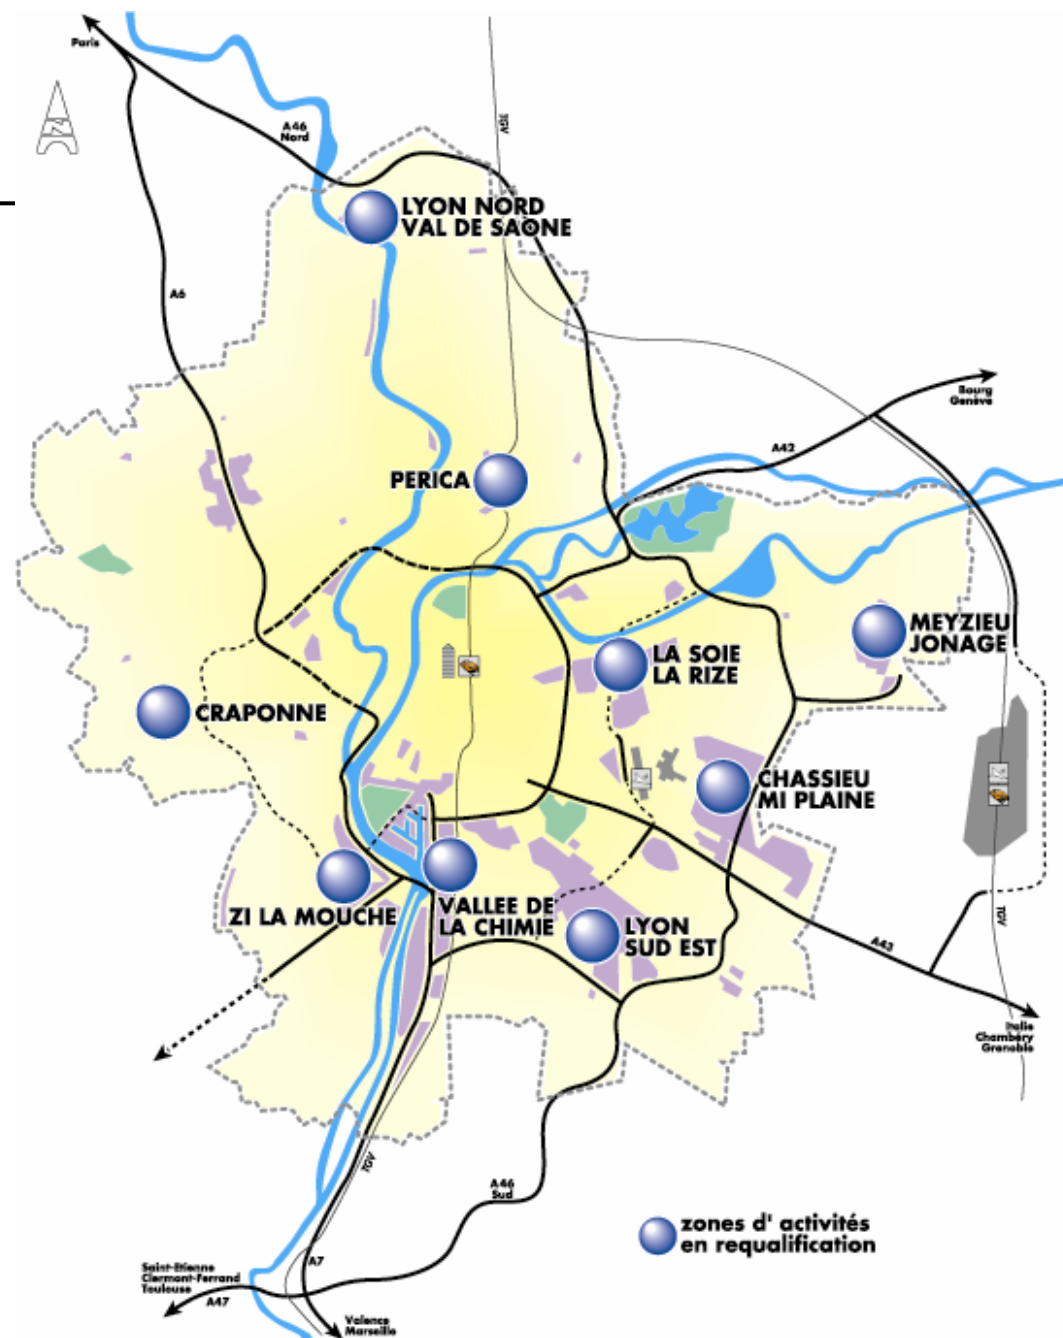 Paris
A46
Nord
TGV
LYON NORD
VAL DE SAÔNE
A6
Bourg
Genève
A42
PERICA
MEYZIEU
JONAGE
LA SOIE
LA RIZE
CRAPONNE
CHASSIEU
MI PLAINE
ZI LA MOUCHE
VALLEE DE
LA CHIMIE
LYON
SUD EST
TGV
A43
Italie
Chambéry
Grenoble
TGV
A46
Sud
zones d' activités
en requalification
Saint-Etienne
Clermont-Ferrand
Toulouse
A47
A7
Valence
Marseille